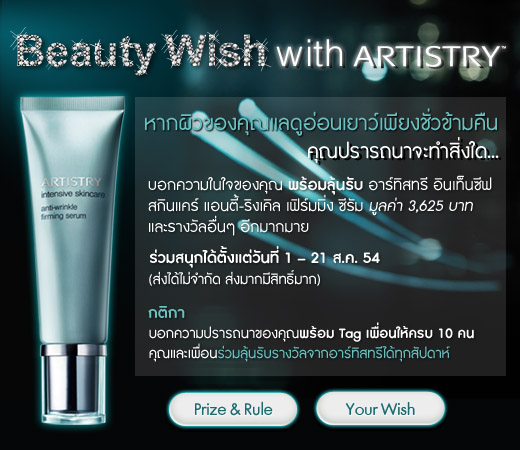 Beauty Wish with ARTISTRY™
หากผิวของคุณแลดูอ่อนเยาว์เพียงชั่วข้ามคืน
คุณปรารถนาจะทำสิ่งใด...
ARTISTRY
intensive skincare
anti-wrinkle
firming serum
บอกความในใจของคุณ พร้อมลุ้นรับ อาร์ทิสทรี อินเท็นซีฟ
สกินแคร์ แอนตี้-ริงเคิล เฟิร์มมิ่ง ซีรัม มูลค่า 3,625 บาท
และรางวัลอื่นๆ อีกมากมาย
ร่วมสนุกได้ตั้งแต่วันที่ 1 – 21 ส.ค. 54
(ส่งได้ไม่จำกัด ส่งมากมีสิทธิ์มาก)
กติกา
บอกความปรารถนาของคุณพร้อม Tag เพื่อนให้ครบ 10 คน
คุณและเพื่อนร่วมลุ้นรับรางวัลจากอาร์ทิสทรีได้ทุกสัปดาห์
Prize & Rule
Your Wish